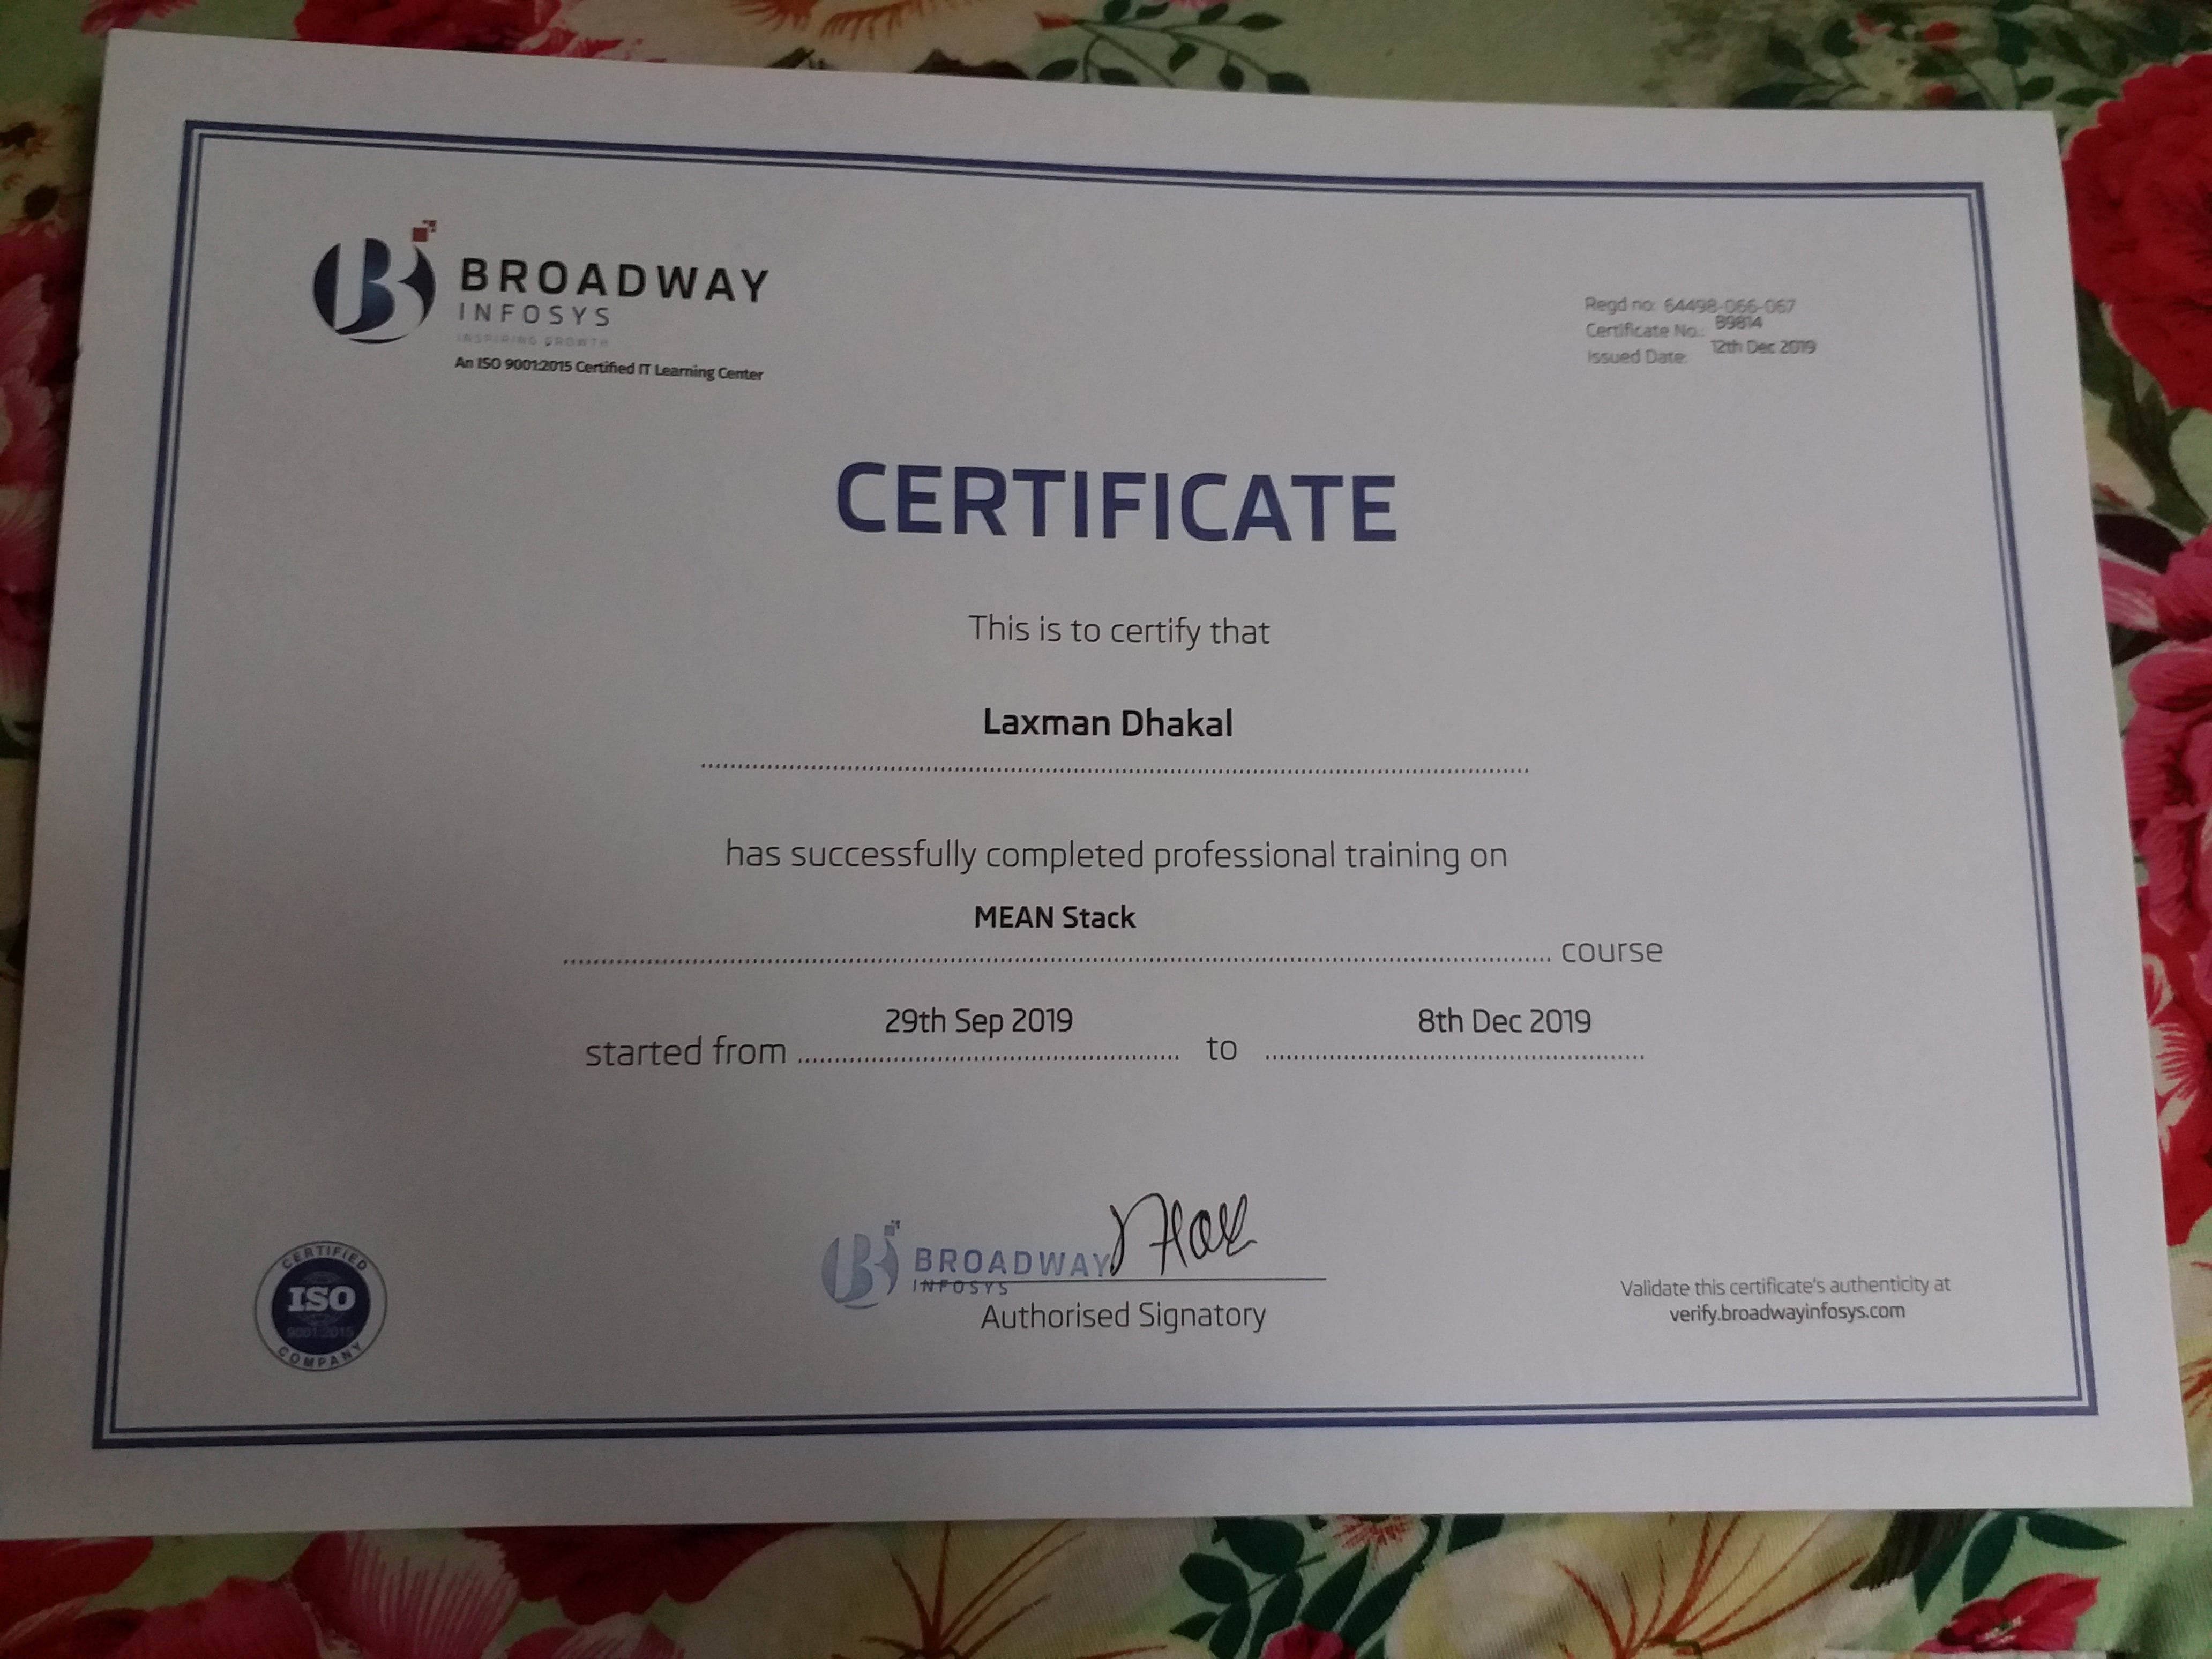 BROADWAY
INFOSYS
INSPIRING GROWTH
An ISO 9001:2015 Certified IT Learning Center
Regd no: 64498-066-067
Certificate No.: B9814
Issued Date: 12th Dec 2019
CERTIFICATE
This is to certify that
Laxman Dhakal
has successfully completed professional training on
MEAN Stack
course
started from 29th Sep 2019 to 8th Dec 2019
BROADWAY
INFOSYS
Authorised Signatory
CERTIFIED
ISO
9001:2015
COMPANY
Validate this certificate's authenticity at
verify.broadwayinfosys.com